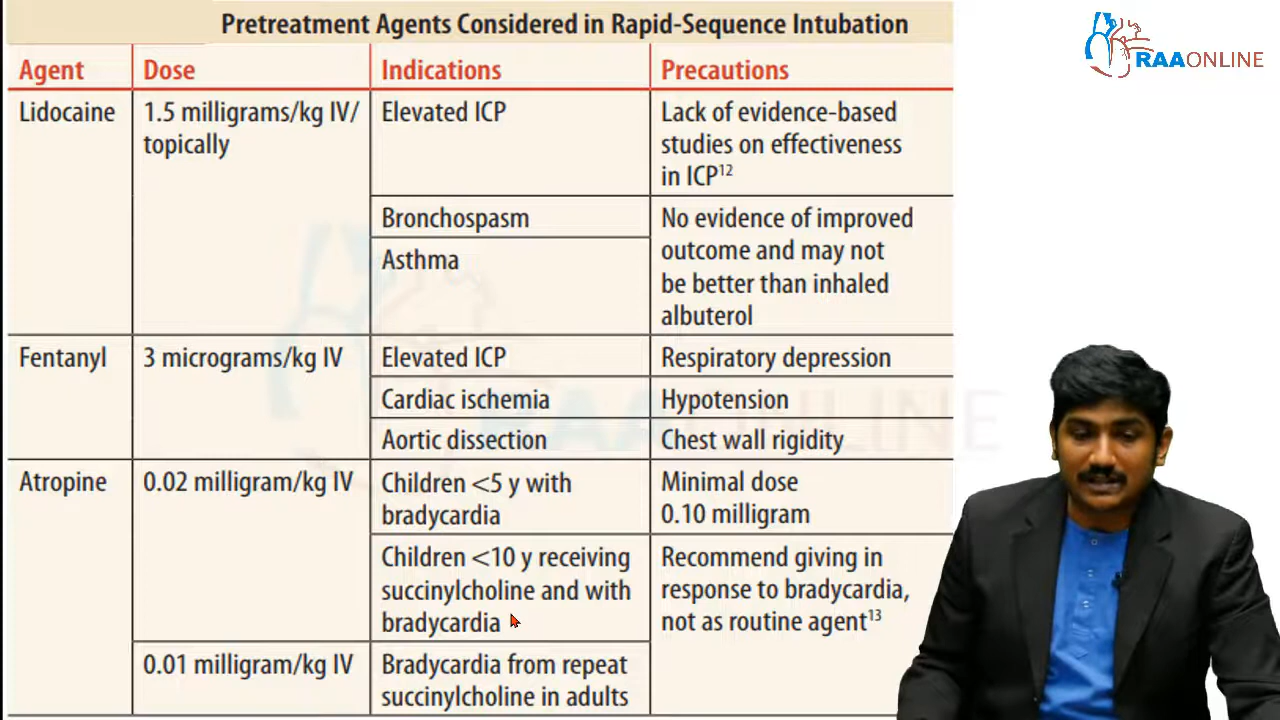 Pretreatment Agents Considered in Rapid-Sequence Intubation
RAAONLINE
Agent Dose Indications Precautions
Lidocaine 1.5 milligrams/kg IV/ Elevated ICP Lack of evidence-based
topically studies on effectiveness
in ICP12
Bronchospasm No evidence of improved
outcome and may not
Asthma be better than inhaled
albuterol
Fentanyl 3 micrograms/kg IV Elevated ICP Respiratory depression
Cardiac ischemia Hypotension
Aortic dissection Chest wall rigidity
Atropine 0.02 milligram/kg IV Children <5 y with Minimal dose
bradycardia 0.10 milligram
Children <10 y receiving Recommend giving in
succinylcholine and with response to bradycardia,
bradycardia not as routine agent13
0.01 milligram/kg IV Bradycardia from repeat
succinylcholine in adults
RAAONLINE